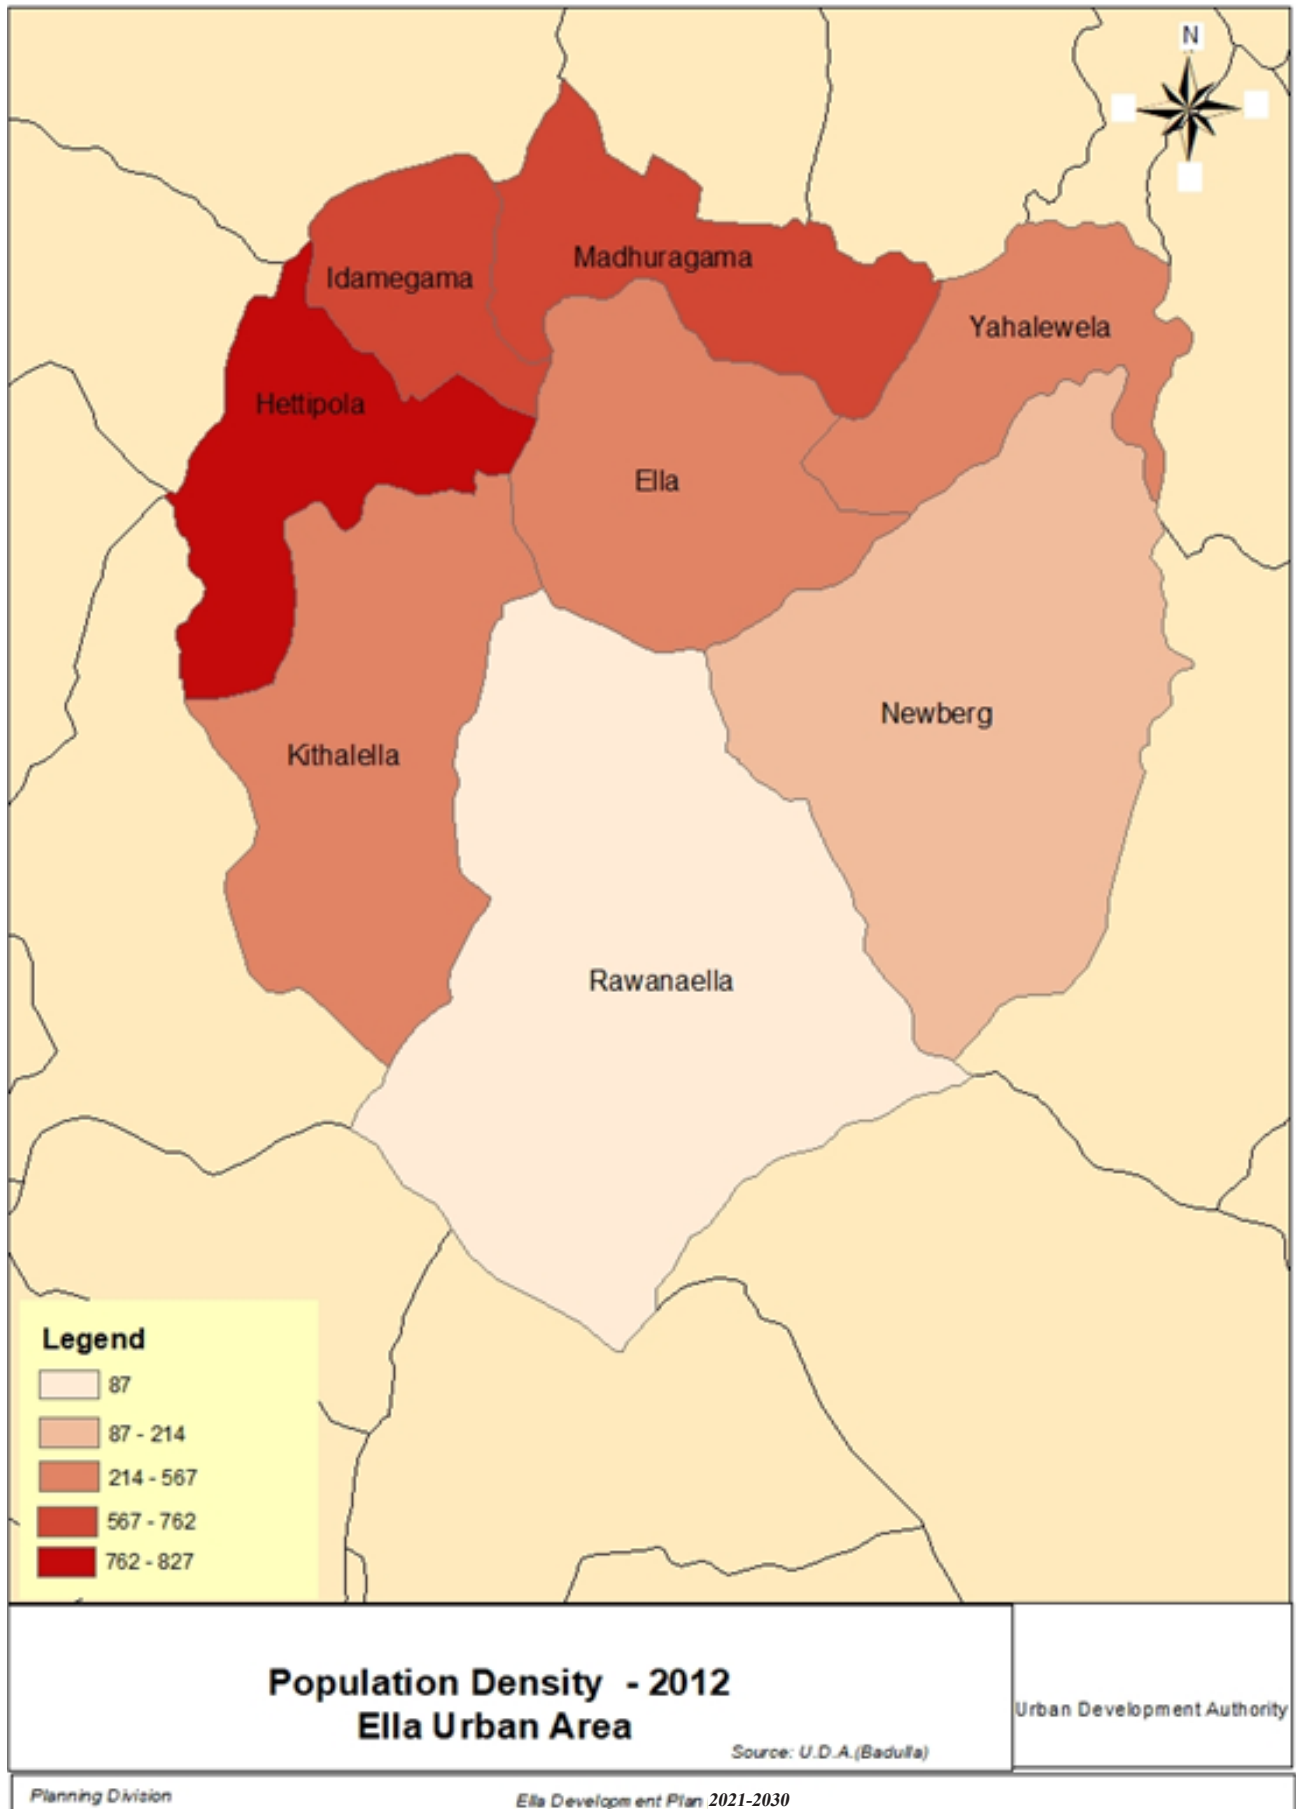 N
Idamegama
Madhuragama
Yahalewela
Hettipola
Ella
Newberg
Kithalella
Rawanaella
Legend
87
87 - 214
214 - 567
567 - 762
762 - 827
Population Density - 2012
Ella Urban Area
Source: U.D.A.(Badulla)
Urban Development Authority
Planning Division
Ella Development Plan 2021-2030